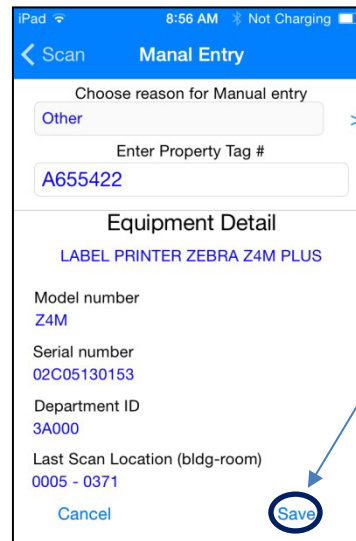 iPad 8:56 AM Not Charging
Scan Manal Entry
Choose reason for Manual entry
Other >
Enter Property Tag #
A655422
Equipment Detail
LABEL PRINTER ZEBRA Z4M PLUS
Model number
Z4M
Serial number
02C05130153
Department ID
3A000
Last Scan Location (bldg-room)
0005 - 0371
Cancel Save